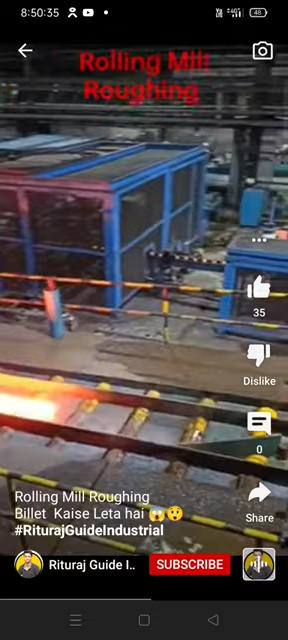 8:50:35
48
Rolling Mill
Roughing
35
Dislike
0
Share
Rolling Mill Roughing
Billet Kaise Leta hai 😱😲
#RiturajGuideIndustrial
Rituraj Guide I..
SUBSCRIBE